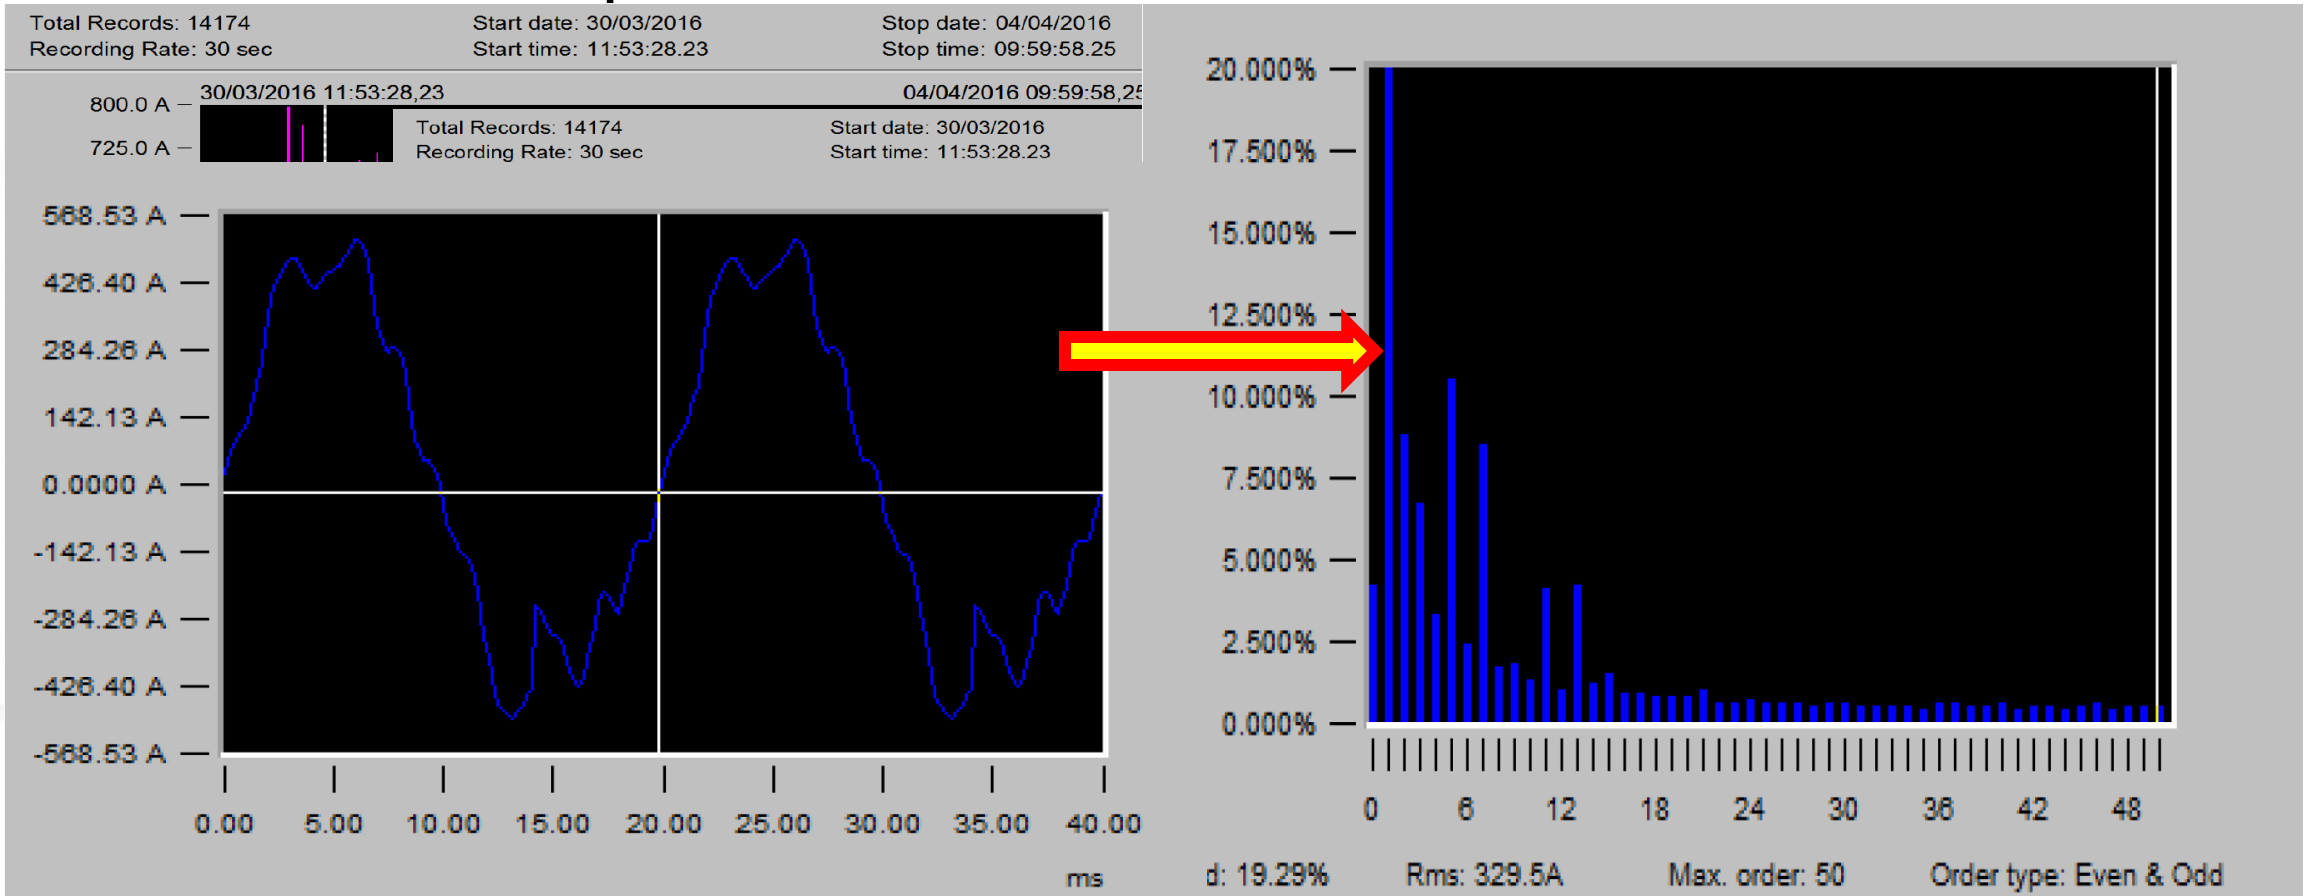 Total Records: 14174 Start date: 30/03/2016 Stop date: 04/04/2016
Recording Rate: 30 sec Start time: 11:53:28.23 Stop time: 09:59:58.25
30/03/2016 11:53:28,23 04/04/2016 09:59:58,25
800.0 A
725.0 A
Total Records: 14174 Start date: 30/03/2016
Recording Rate: 30 sec Start time: 11:53:28.23
568.53 A
426.40 A
284.26 A
142.13 A
0.0000 A
-142.13 A
-284.26 A
-426.40 A
-568.53 A
0.00 5.00 10.00 15.00 20.00 25.00 30.00 35.00 40.00
ms
20.000%
17.500%
15.000%
12.500%
10.000%
7.500%
5.000%
2.500%
0.000%
0 6 12 18 24 30 36 42 48
d: 19.29% Rms: 329.5A Max. order: 50 Order type: Even & Odd